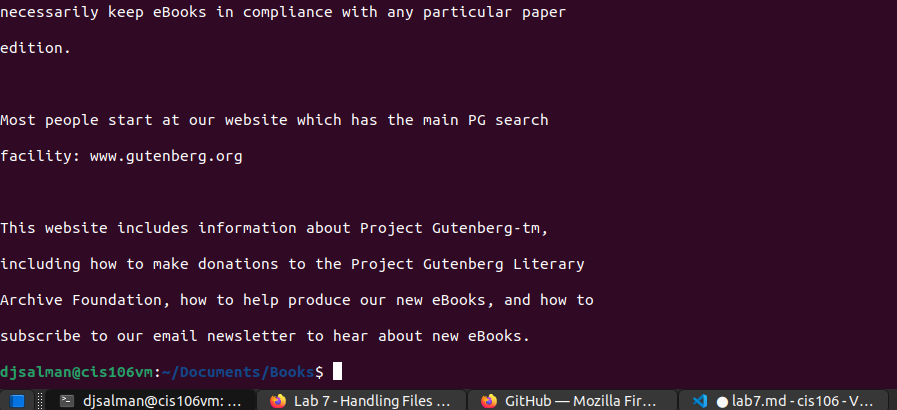 necessarily keep eBooks in compliance with any particular paper
edition.
Most people start at our website which has the main PG search
facility: www.gutenberg.org
This website includes information about Project Gutenberg-tm,
including how to make donations to the Project Gutenberg Literary
Archive Foundation, how to help produce our new eBooks, and how to
subscribe to our email newsletter to hear about new eBooks.
djsalman@cis106vm:~/Documents/Books$
djsalman@cis106vm: ...
Lab 7 - Handling Files ...
GitHub — Mozilla Fir...
● lab7.md - cis106 - V...